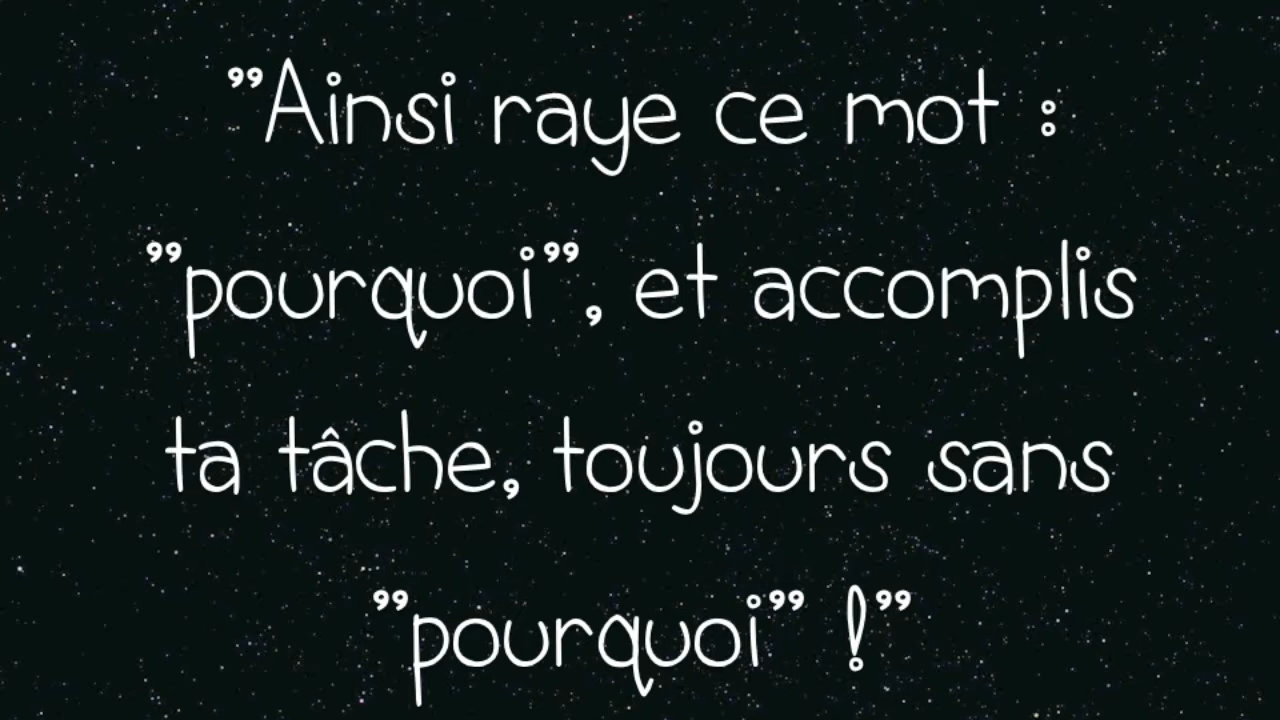 "Ainsi raye ce mot :
"pourquoi", et accomplis
ta tâche, toujours sans
"pourquoi" !"